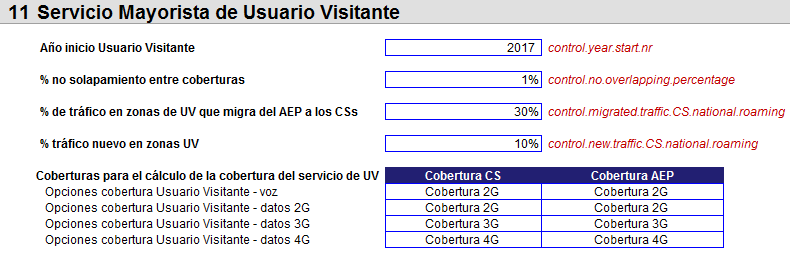 11 Servicio Mayorista de Usuario Visitante
Año inicio Usuario Visitante 2017 control.year.start.nr
% no solapamiento entre coberturas 1% control.no.overlapping.percentage
% de tráfico en zonas de UV que migra del AEP a los CSs 30% control.migrated.traffic.CS.national.roaming
% tráfico nuevo en zonas UV 10% control.new.traffic.CS.national.roaming
Coberturas para el cálculo de la cobertura del servicio de UV Cobertura CS Cobertura AEP
Opciones cobertura Usuario Visitante - voz Cobertura 2G Cobertura 2G
Opciones cobertura Usuario Visitante - datos 2G Cobertura 2G Cobertura 2G
Opciones cobertura Usuario Visitante - datos 3G Cobertura 3G Cobertura 3G
Opciones cobertura Usuario Visitante - datos 4G Cobertura 4G Cobertura 4G